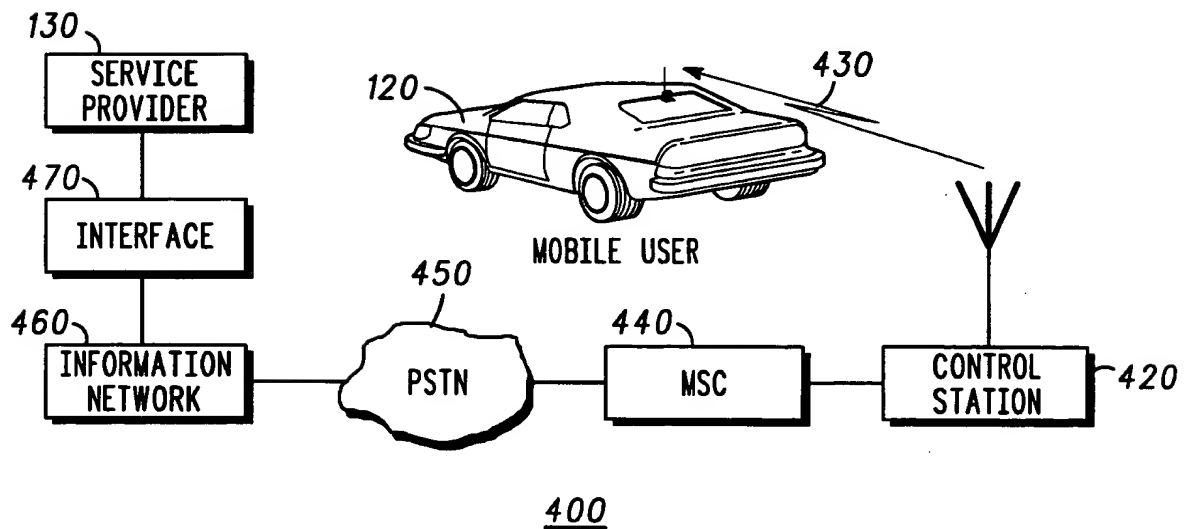 130
SERVICE
PROVIDER
470
INTERFACE
460
INFORMATION
NETWORK
120
430
MOBILE USER
450
PSTN
440
MSC
CONTROL
STATION
420
400